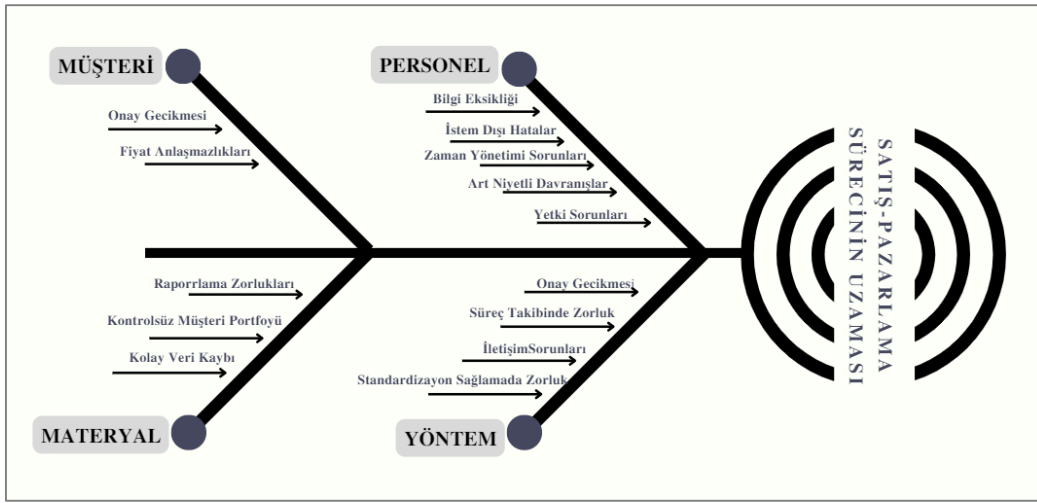 MÜŞTERİ
Onay Gecikmesi
Fiyat Anlaşmazlıkları
PERSONEL
Bilgi Eksikliği
İstem Dışı Hatalar
Zaman Yönetimi Sorunları
Art Niyetli Davranışlar
Yetki Sorunları
SATIŞ-PAZARLAMA
SÜRECİNİN UZAMASI
Raporrlama Zorlukları
Kontrolsüz Müşteri Portfoyü
Kolay Veri Kaybı
MATERYAL
Onay Gecikmesi
Süreç Takibinde Zorluk
İletişimSorunları
Standardizayon Sağlamada Zorluk
YÖNTEM